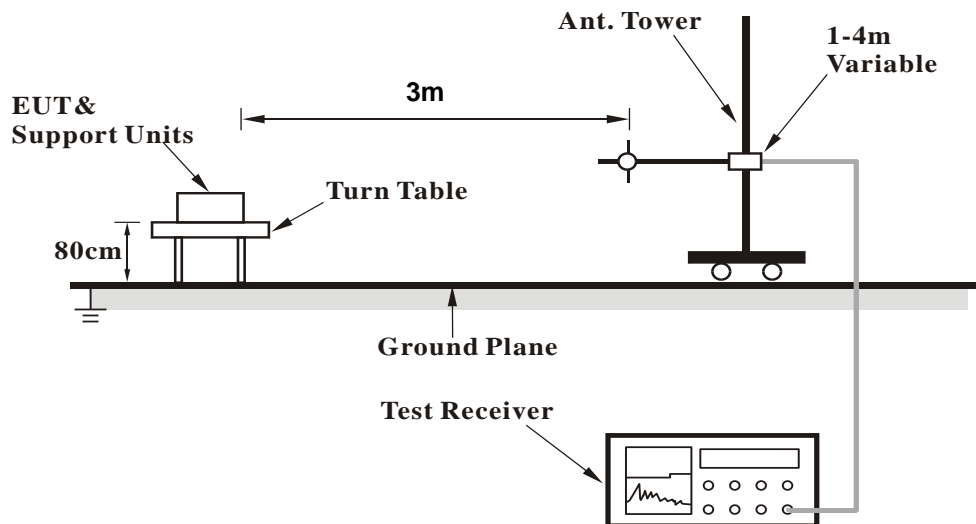 Ant. Tower
1-4m
Variable
3m
EUT&
Support Units
Turn Table
80cm
Ground Plane
Test Receiver